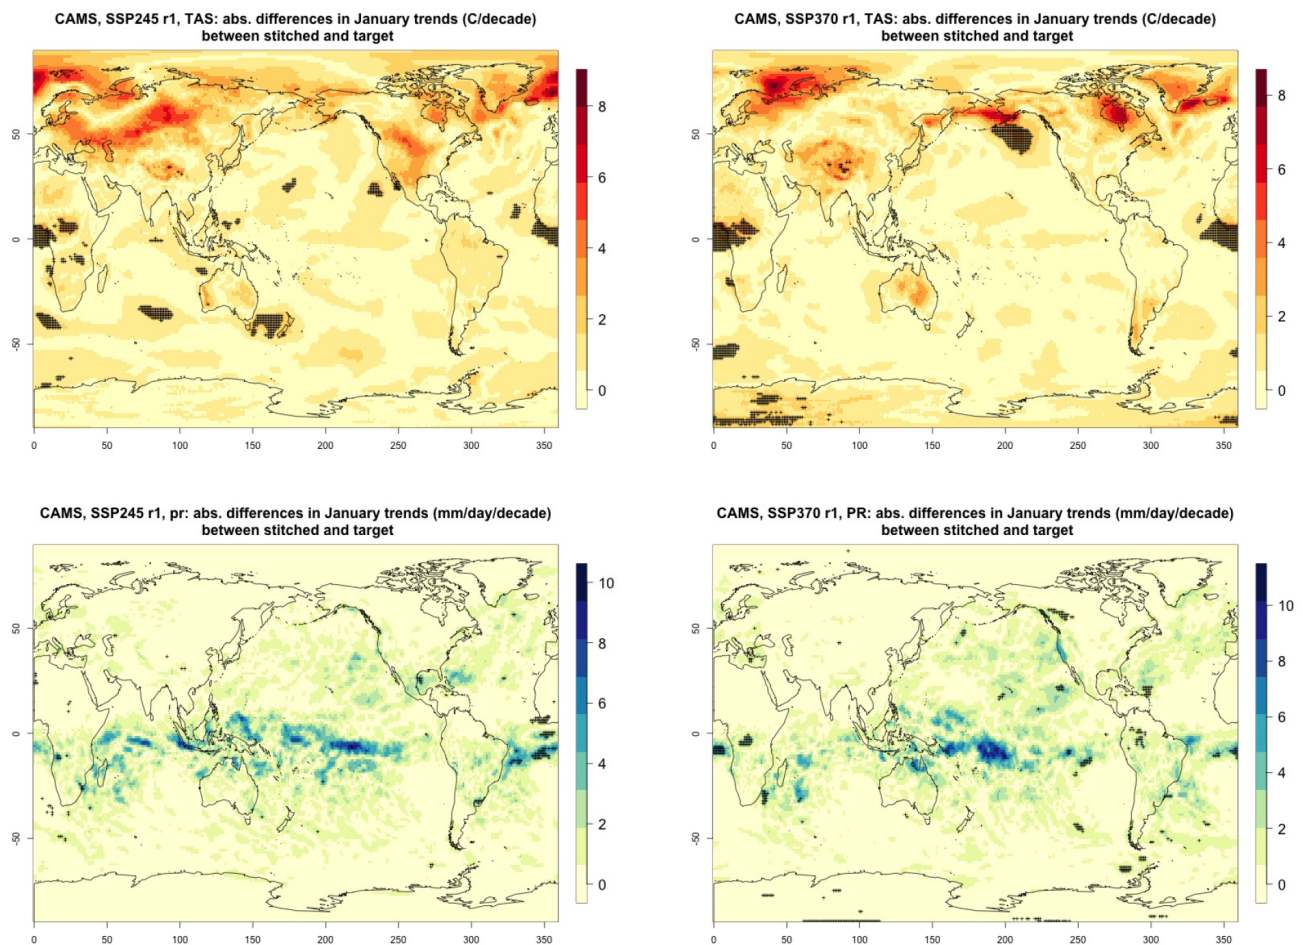 CAMS, SSP245 r1, TAS: abs. differences in January trends (C/decade)
between stitched and target
50
0
-50
0 50 100 150 200 250 300 350
8
6
4
2
0
CAMS, SSP370 r1, TAS: abs. differences in January trends (C/decade)
between stitched and target
50
0
-50
0 50 100 150 200 250 300 350
8
6
4
2
0
CAMS, SSP245 r1, pr: abs. differences in January trends (mm/day/decade)
between stitched and target
50
0
-50
0 50 100 150 200 250 300 350
10
8
6
4
2
0
CAMS, SSP370 r1, PR: abs. differences in January trends (mm/day/decade)
between stitched and target
50
0
-50
0 50 100 150 200 250 300 350
10
8
6
4
2
0